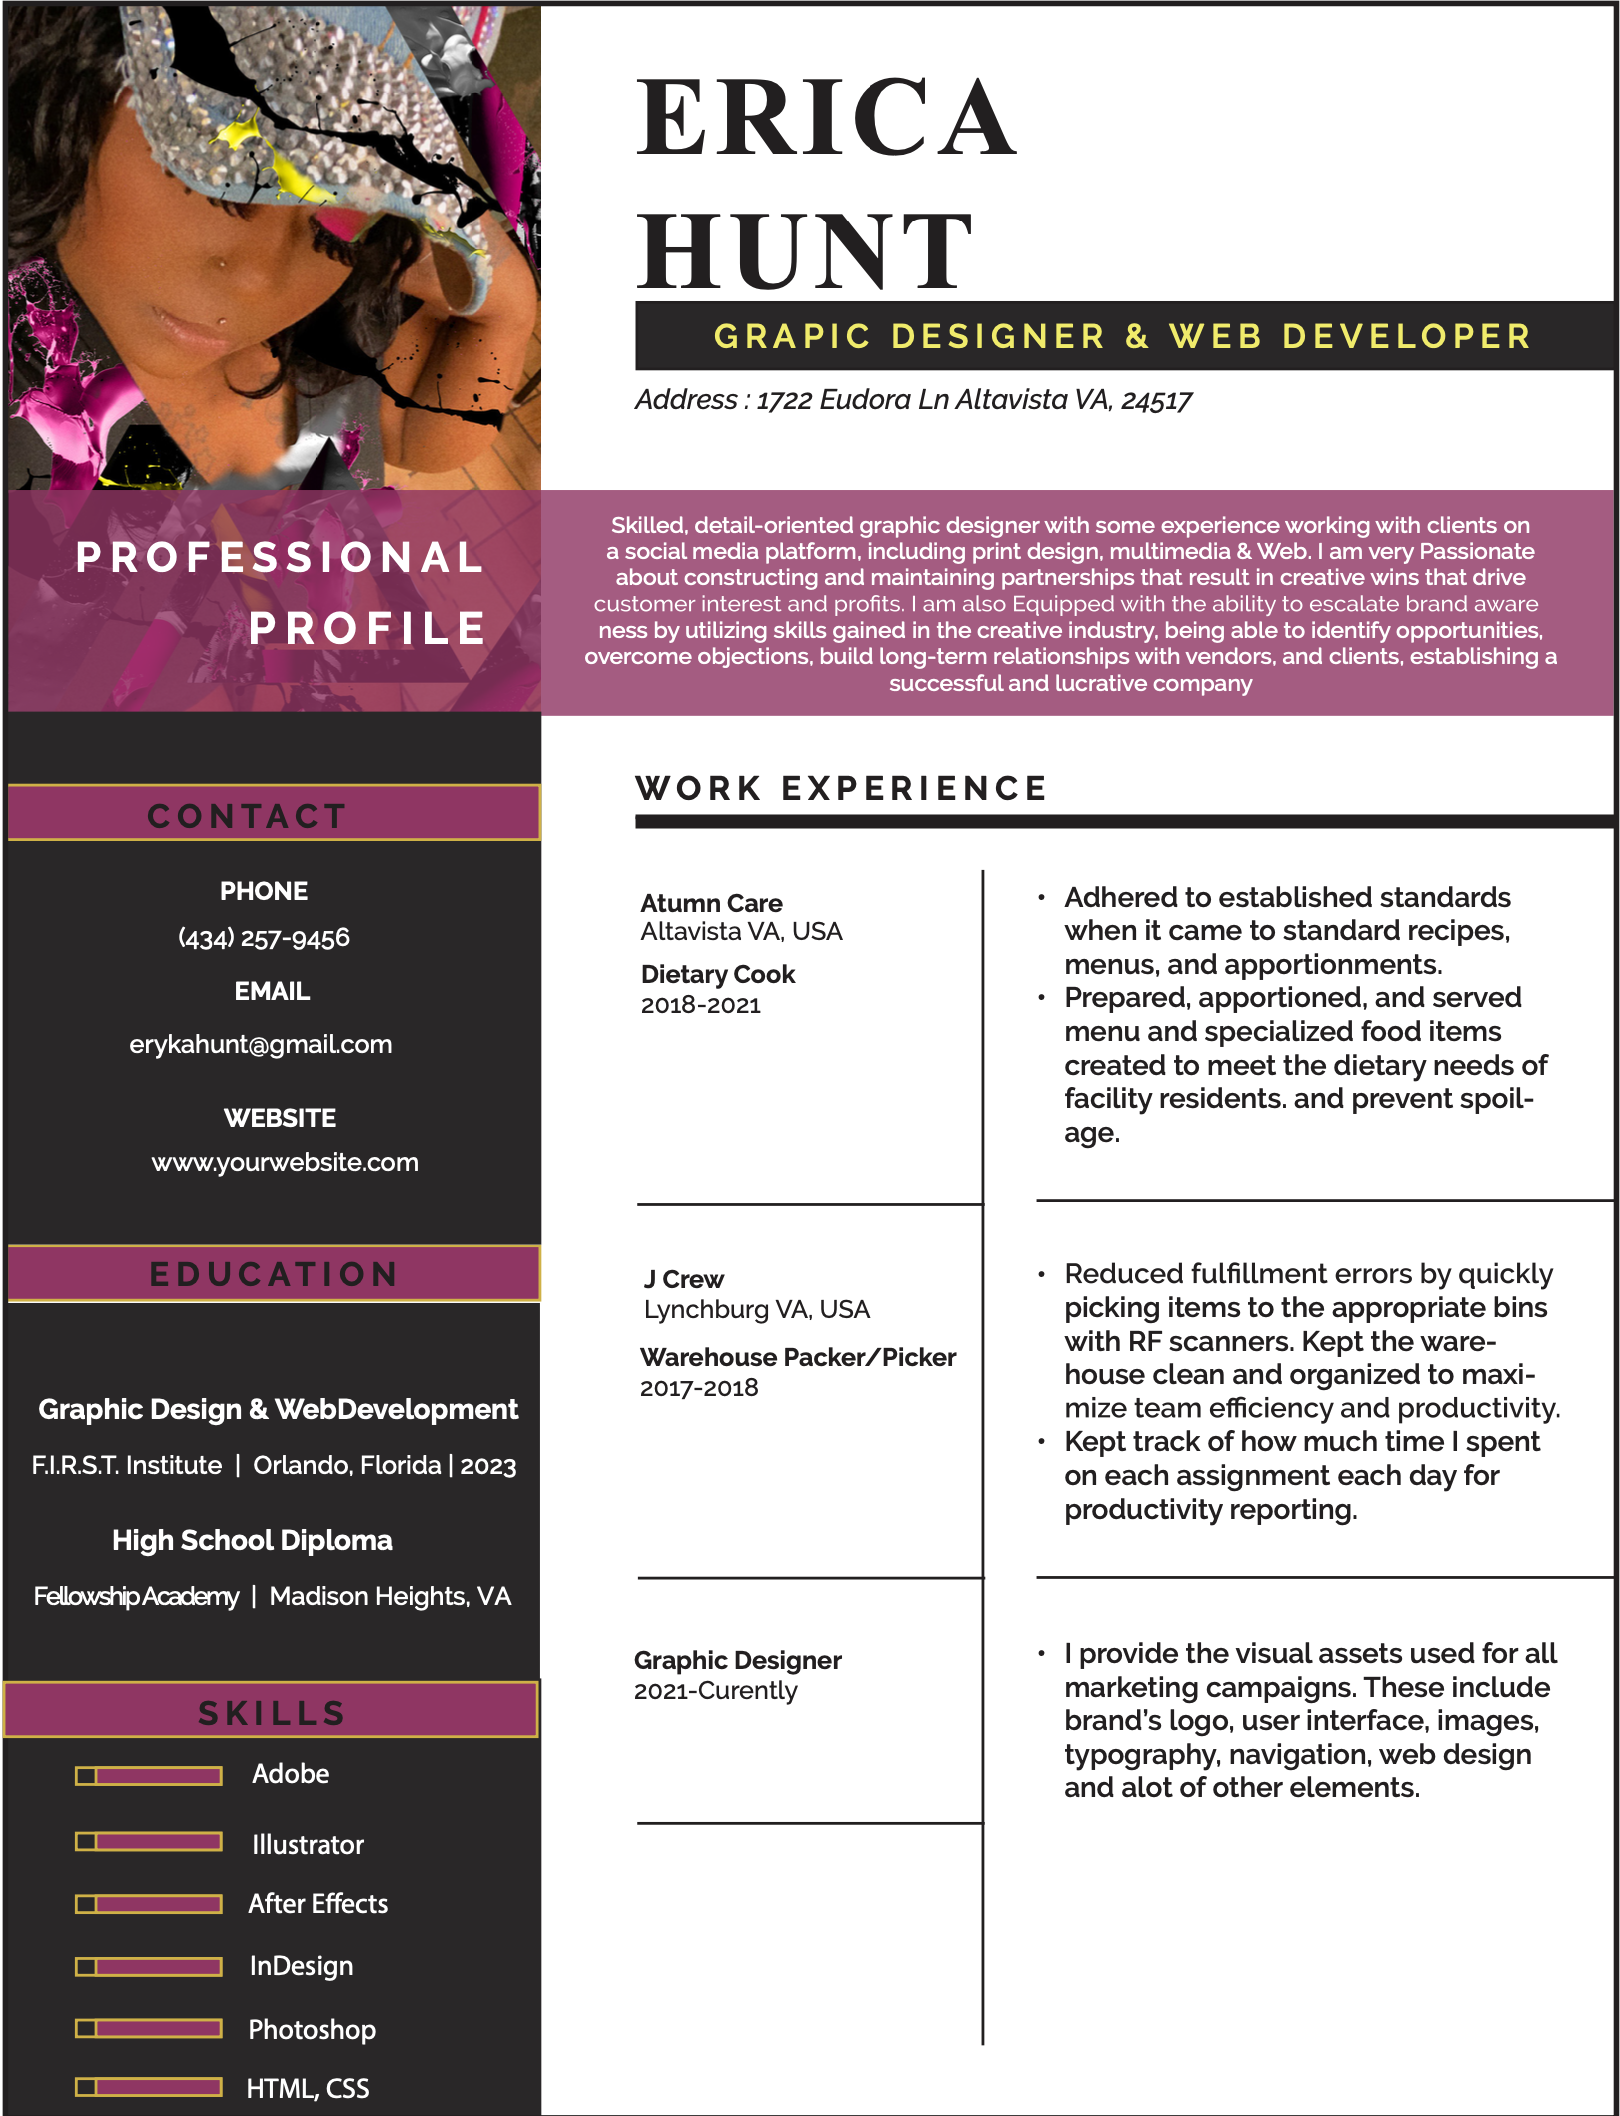 ERICA
HUNT
GRAPIC DESIGNER & WEB DEVELOPER
Address : 1722 Eudora Ln Altavista VA, 24517
PROFESSIONAL
PROFILE
Skilled, detail-oriented graphic designer with some experience working with clients on
a social media platform, including print design, multimedia & Web. I am very Passionate
about constructing and maintaining partnerships that result in creative wins that drive
customer interest and profits. I am also Equipped with the ability to escalate brand aware
ness by utilizing skills gained in the creative industry, being able to identify opportunities,
overcome objections, build long-term relationships with vendors, and clients, establishing a
successful and lucrative company
CONTACT
PHONE
(434) 257-9456
EMAIL
erykahunt@gmail.com
WEBSITE
www.yourwebsite.com
EDUCATION
Graphic Design & WebDevelopment
F.I.R.S.T. Institute | Orlando, Florida | 2023
High School Diploma
Fellowship Academy | Madison Heights, VA
SKILLS
Adobe
Illustrator
After Effects
InDesign
Photoshop
HTML, CSS
WORK EXPERIENCE
Atumn Care
Altavista VA, USA
Dietary Cook
2018-2021
• Adhered to established standards
when it came to standard recipes,
menus, and apportionments.
• Prepared, apportioned, and served
menu and specialized food items
created to meet the dietary needs of
facility residents. and prevent spoil-
age.
J Crew
Lynchburg VA, USA
Warehouse Packer/Picker
2017-2018
• Reduced fulfillment errors by quickly
picking items to the appropriate bins
with RF scanners. Kept the ware-
house clean and organized to maxi-
mize team efficiency and productivity.
• Kept track of how much time I spent
on each assignment each day for
productivity reporting.
Graphic Designer
2021-Curently
• I provide the visual assets used for all
marketing campaigns. These include
brand's logo, user interface, images,
typography, navigation, web design
and alot of other elements.